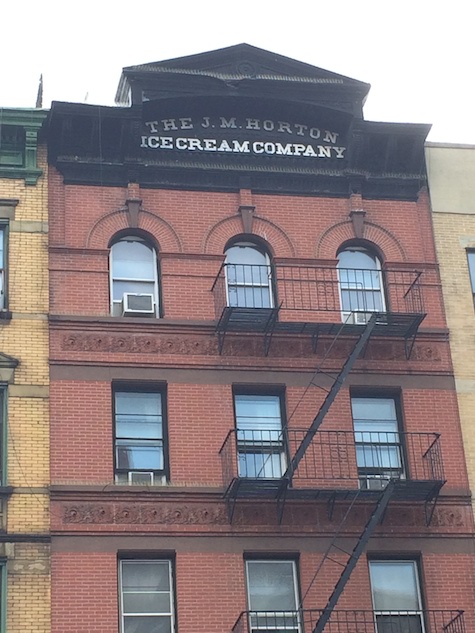 THE J. M. HORTON
ICE CREAM COMPANY